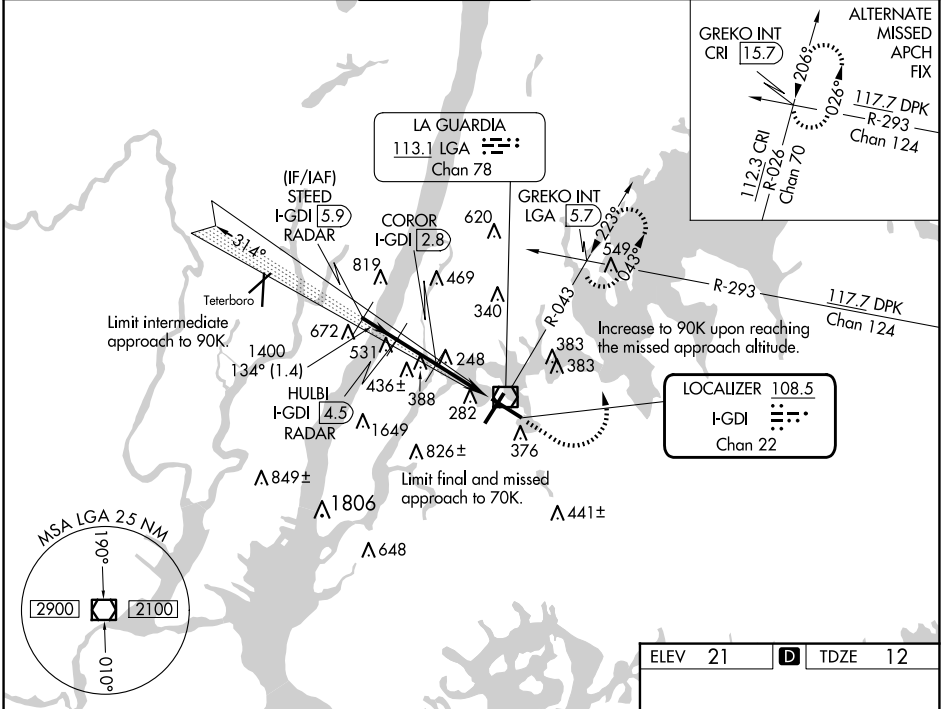 ALTERNATE
MISSED
APCH
FIX
GREKO INT
CRI 15.7
206°
026°
117.7 DPK
R-293
Chan 124
112.3 CRI
R-026
Chan 70
LA GUARDIA
113.1 LGA
Chan 78
(IF/IAF)
STEED
I-GDI 5.9
RADAR
COROR
I-GDI 2.8
620
GREKO INT
LGA 5.7
223°
043°
549
314°
819
469
340
R-043
R-293
117.7 DPK
Chan 124
Teterboro
Limit intermediate
approach to 90K.
672
531
1400
134° (1.4)
436±
388
248
282
Increase to 90K upon reaching
the missed approach altitude.
383
383
HULBI
I-GDI 4.5
RADAR
LOCALIZER 108.5
I-GDI
Chan 22
1649
826±
376
849±
Limit final and missed
approach to 70K.
1806
441±
648
MSA LGA 25 NM
190°
2900
2100
010°
ELEV 21
D
TDZE 12